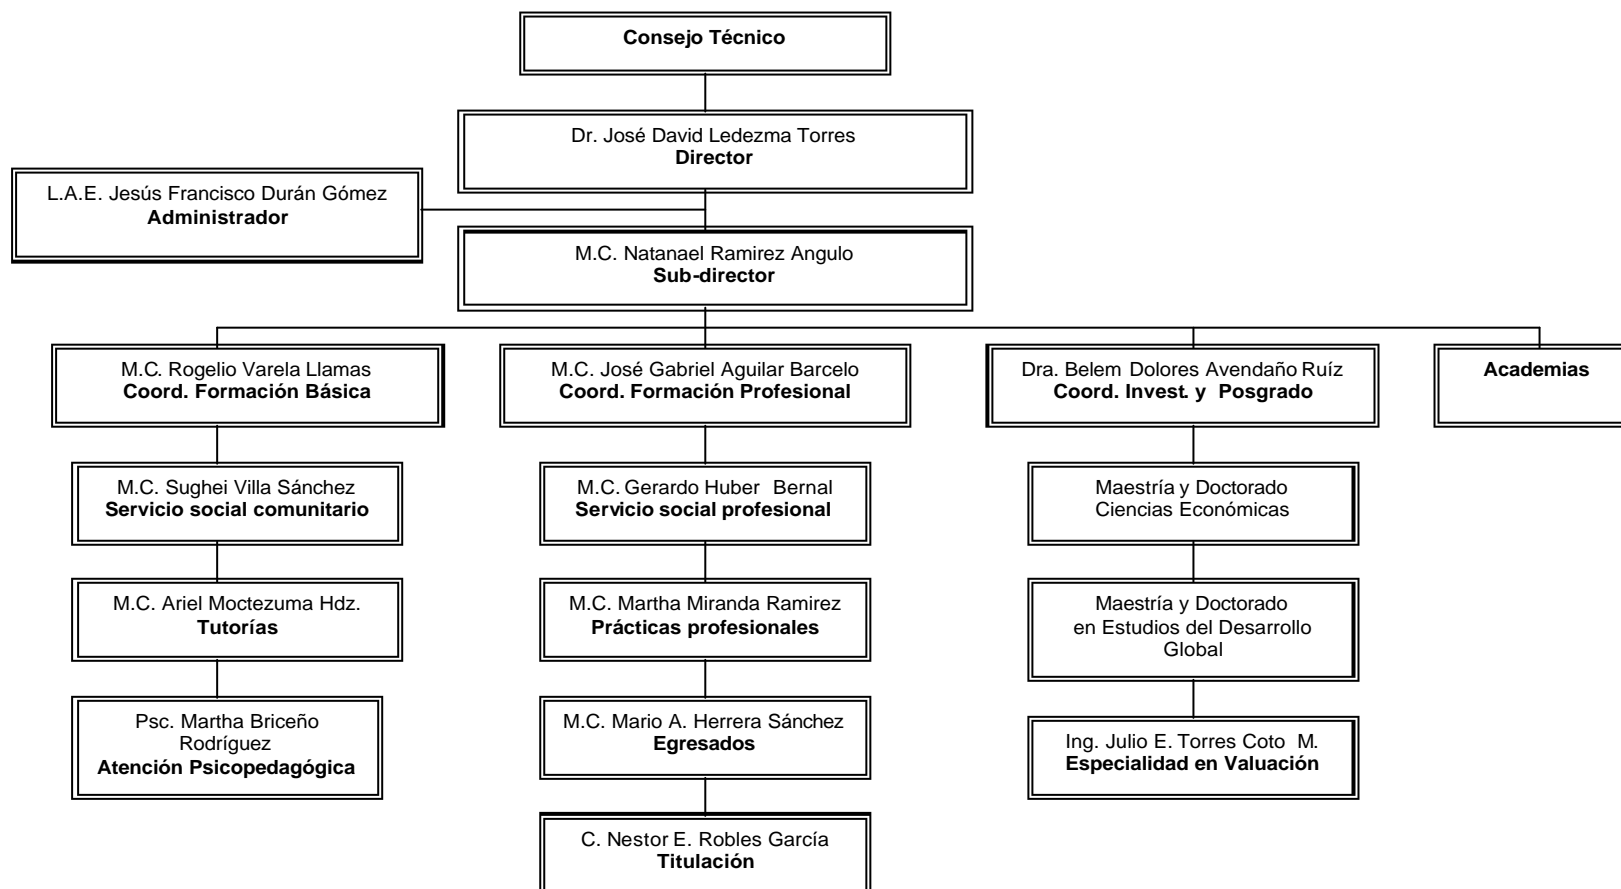 Consejo Técnico
Dr. José David Ledezma Torres
Director
L.A.E. Jesús Francisco Durán Gómez
Administrador
M.C. Natanael Ramirez Angulo
Sub-director
M.C. Rogelio Varela Llamas
Coord. Formación Básica
M.C. José Gabriel Aguilar Barcelo
Coord. Formación Profesional
Dra. Belem Dolores Avendaño Ruíz
Coord. Invest. y Posgrado
Academias
M.C. Sughei Villa Sánchez
Servicio social comunitario
M.C. Gerardo Huber Bernal
Servicio social profesional
Maestría y Doctorado
Ciencias Económicas
M.C. Ariel Moctezuma Hdz.
Tutorías
M.C. Martha Miranda Ramirez
Prácticas profesionales
Maestría y Doctorado
en Estudios del Desarrollo
Global
Psc. Martha Briceño
Rodríguez
Atención Psicopedagógica
M.C. Mario A. Herrera Sánchez
Egresados
Ing. Julio E. Torres Coto M.
Especialidad en Valuación
C. Nestor E. Robles García
Titulación